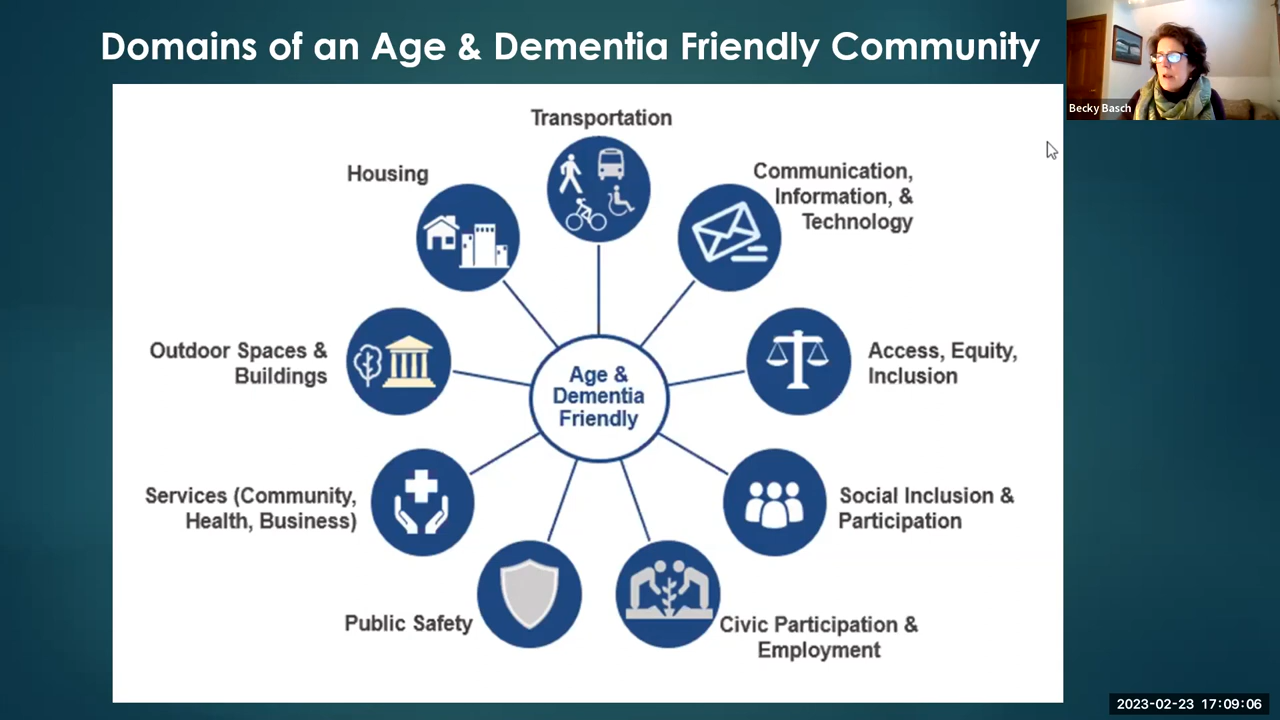 Domains of an Age & Dementia Friendly Community
Becky Basch
Transportation
Housing
Communication,
Information, &
Technology
Outdoor Spaces &
Buildings
Age &
Dementia
Friendly
Access, Equity,
Inclusion
Services (Community,
Health, Business)
Social Inclusion &
Participation
Public Safety
Civic Participation &
Employment
2023-02-23 17:09:06